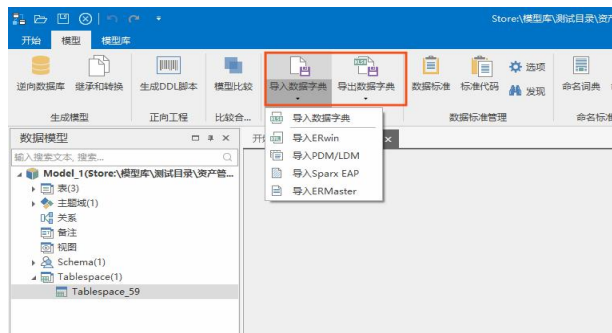 Store:\模型库\测试目录\资产
开始 模型 模型库
逆向数据库 继承和转换 生成DDL脚本 模型比较 导入数据字典 导出数据字典 数据标准 标准代码 选项 发现 命名词典
生成模型 正向工程 比较合... 数据标准管理 命名标准
数据模型
输入搜索文本, 搜索...
Model_1(Store:\模型库\测试目录\资产管...
表(3)
主题域(1)
关系
备注
视图
Schema(1)
Tablespace(1)
Tablespace_59
导入数据字典
导入ERwin
导入PDM/LDM
导入Sparx EAP
导入ERMaster